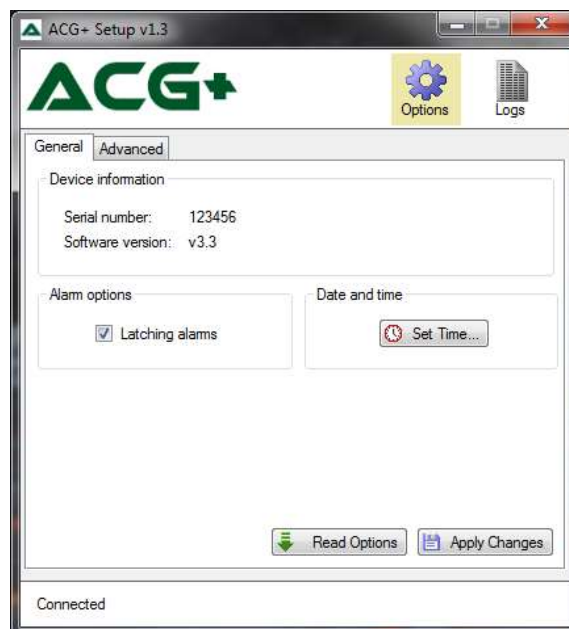 ACG+ Setup v1.3
ACG+
Options
Logs
General
Advanced
Device information
Serial number: 123456
Software version: v3.3
Alarm options
Date and time
Latching alarms
Set Time...
Read Options
Apply Changes
Connected